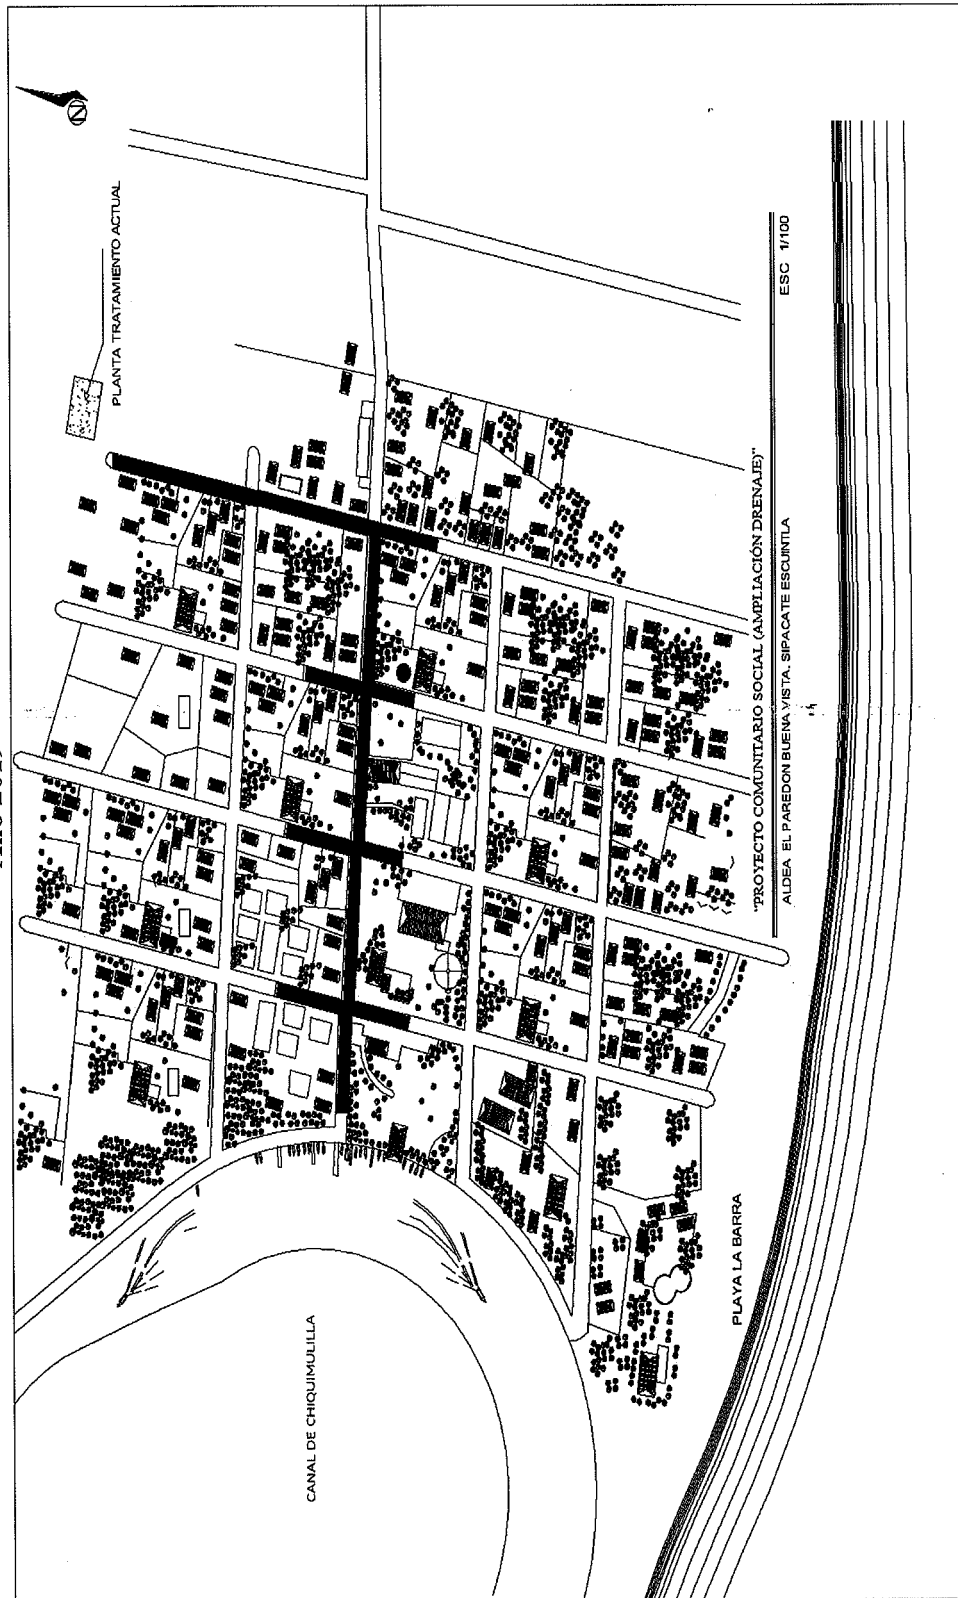 N
PLANTA TRATAMIENTO ACTUAL
CANAL DE CHIQUIMULILLA
PLAYA LA BARRA
"PROYECTO COMUNITARIO SOCIAL (AMPLIACIÓN DRENAJE)"
ALDEA EL PAREDON BUENA VISTA, SIPACATE ESCUINTLA
ESC 1/100